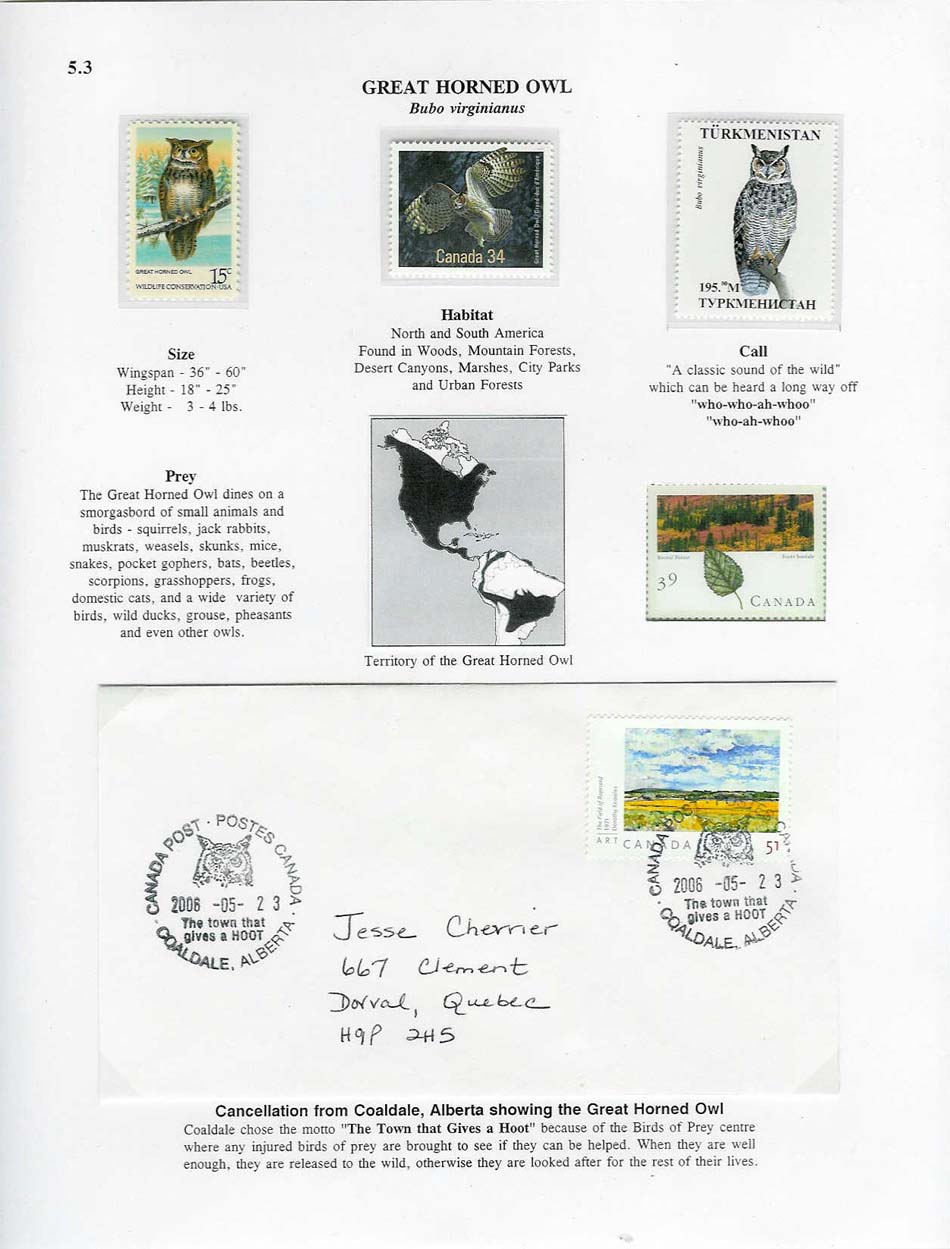 5.3
GREAT HORNED OWL
Bubo virginianus
GREAT HORNED OWL
15c
WILDLIFE CONSERVATION·USA
Canada 34
Great Horned Owl/Grand-duc d'Amérique
TÜRKMENISTAN
Bubo virginianus
195.00M
ТУРКМЕНИСТАН
Size
Wingspan - 36" - 60"
Height - 18" - 25"
Weight - 3 - 4 lbs.
Habitat
North and South America
Found in Woods, Mountain Forests,
Desert Canyons, Marshes, City Parks
and Urban Forests
Call
"A classic sound of the wild"
which can be heard a long way off
"who-who-ah-whoo"
"who-ah-whoo"
Prey
The Great Horned Owl dines on a
smorgasbord of small animals and
birds - squirrels, jack rabbits,
muskrats, weasels, skunks, mice,
snakes, pocket gophers, bats, beetles,
scorpions, grasshoppers, frogs,
domestic cats, and a wide variety of
birds, wild ducks, grouse, pheasants
and even other owls.
Territory of the Great Horned Owl
Boreal Forest
Forêt boréale
39
CANADA
The Field of Rapeseed
1971
Dorothy Knowles
ART CANADA
51
CANADA POST · POSTES CANADA
2006 -05- 2 3
The town that
gives a HOOT
COALDALE, ALBERTA
CANADA POST · POSTES CANADA
2006 -05- 2 3
The town that
gives a HOOT
COALDALE, ALBERTA
Jesse Cherrier
667 Clement
Dorval, Quebec
H9P 2H5
Cancellation from Coaldale, Alberta showing the Great Horned Owl
Coaldale chose the motto "The Town that Gives a Hoot" because of the Birds of Prey centre
where any injured birds of prey are brought to see if they can be helped. When they are well
enough, they are released to the wild, otherwise they are looked after for the rest of their lives.